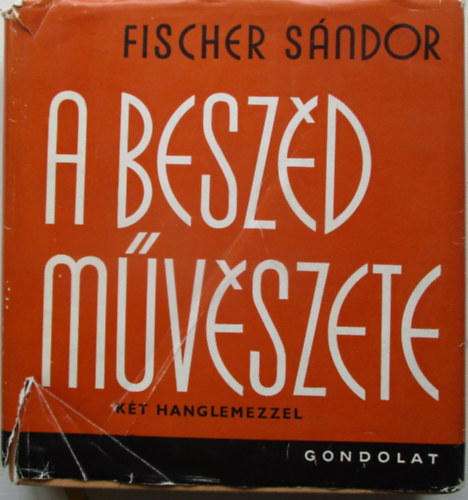 FISCHER SÁNDOR
A BESZÉD
MŰVÉSZETE
KÉT HANGLEMEZZEL
GONDOLAT